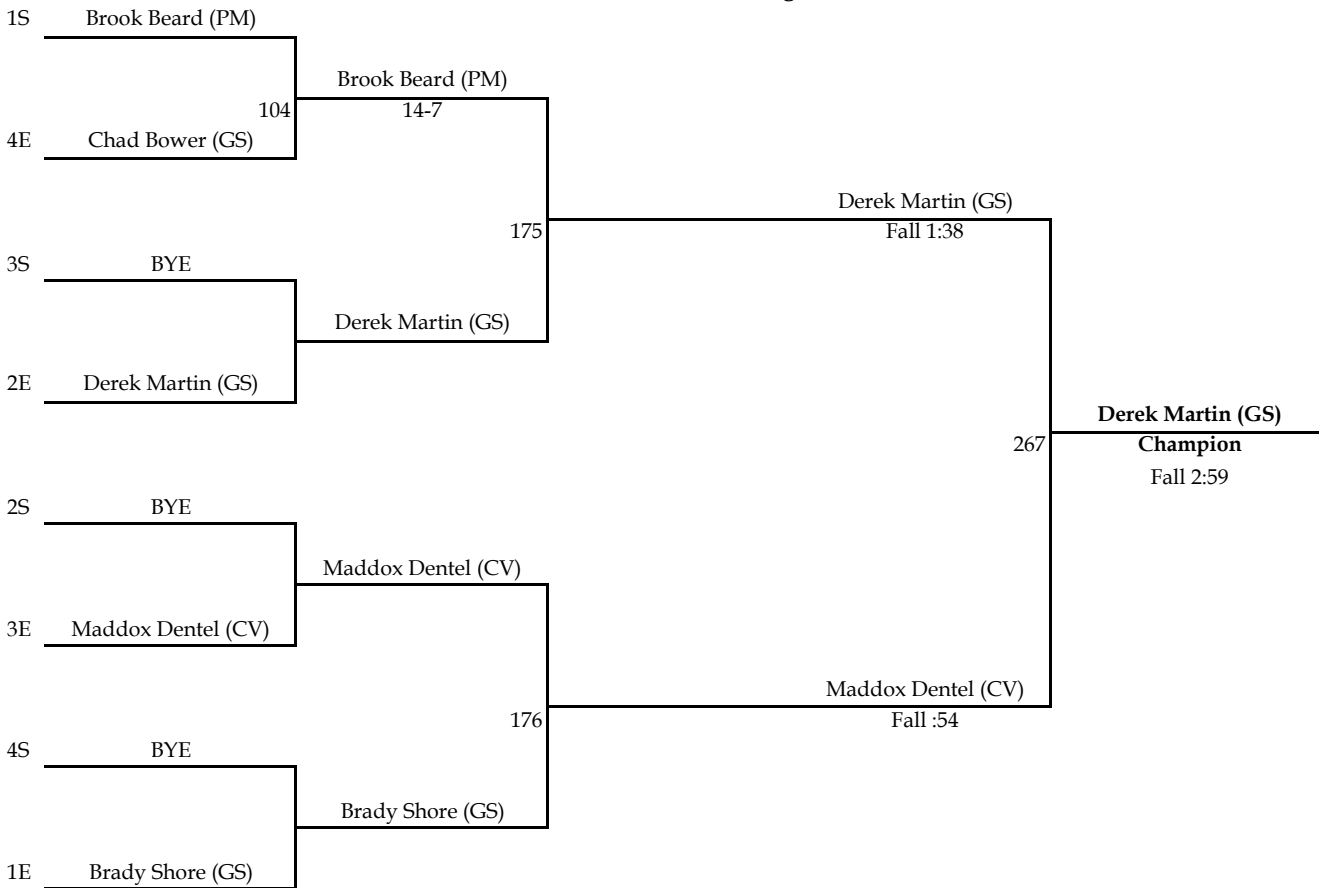 g
1S Brook Beard (PM)
Brook Beard (PM)
104 14-7
4E Chad Bower (GS)
Derek Martin (GS)
175 Fall 1:38
3S BYE
Derek Martin (GS)
2E Derek Martin (GS)
Derek Martin (GS)
267 Champion
Fall 2:59
2S BYE
Maddox Dentel (CV)
3E Maddox Dentel (CV)
Maddox Dentel (CV)
176 Fall :54
4S BYE
Brady Shore (GS)
1E Brady Shore (GS)